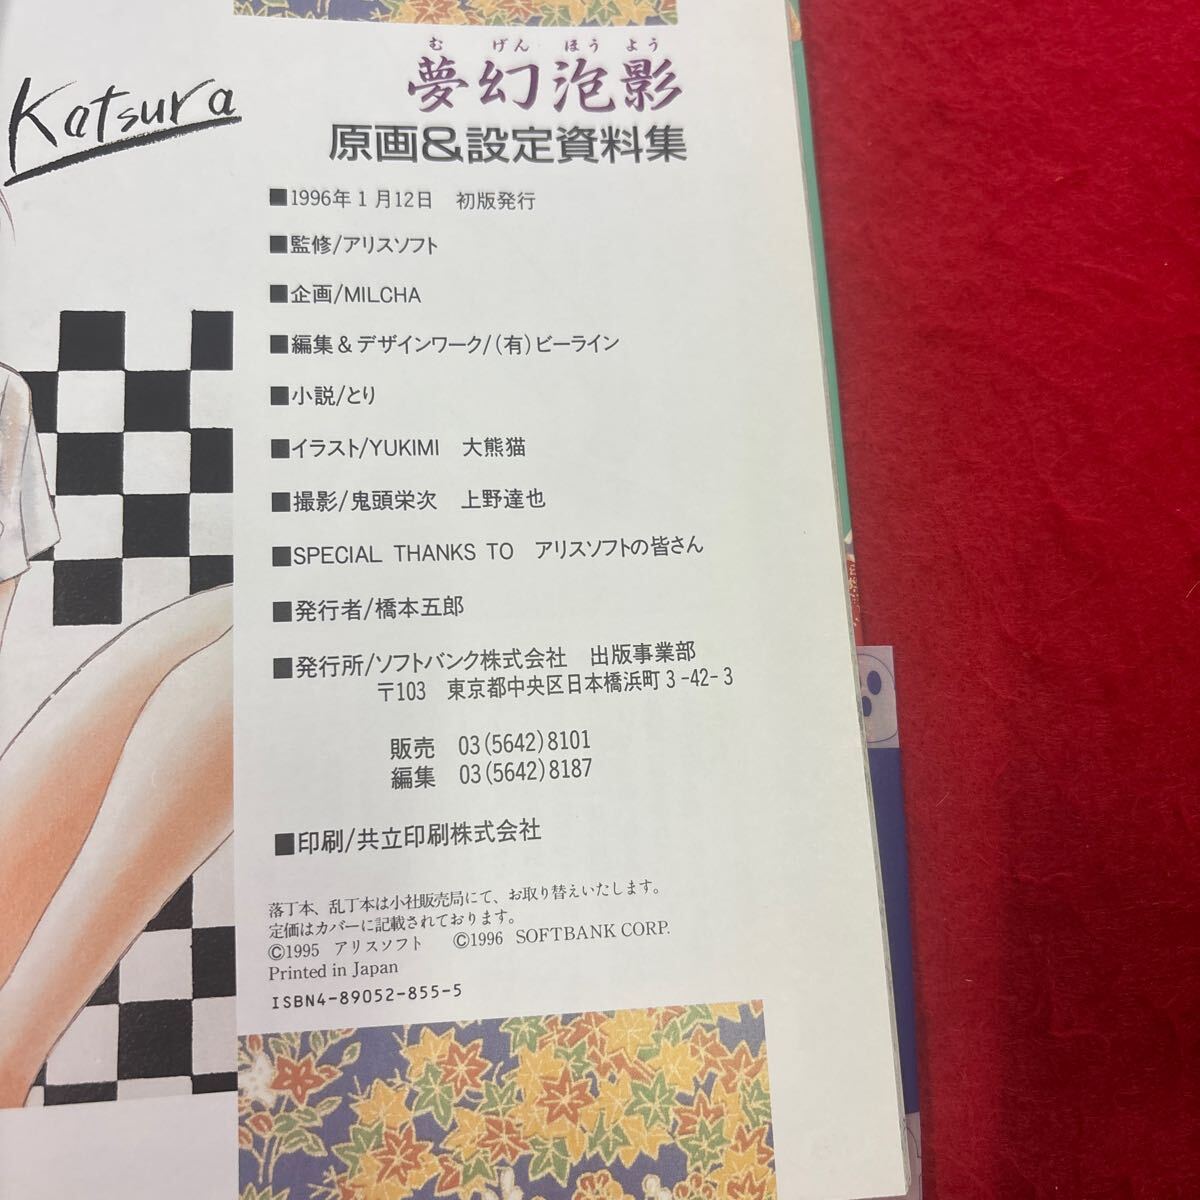 Katsura
む げん ほう よう
夢幻泡影
原画&設定資料集
■1996年1月12日　初版発行
■監修/アリスソフト
■企画/MILCHA
■編集&デザインワーク/(有)ビーライン
■小説/とり
■イラスト/YUKIMI　大熊猫
■撮影/鬼頭栄次　上野達也
■SPECIAL THANKS TO　アリスソフトの皆さん
■発行者/橋本五郎
■発行所/ソフトバンク株式会社　出版事業部
〒103　東京都中央区日本橋浜町3-42-3
販売　03(5642)8101
編集　03(5642)8187
■印刷/共立印刷株式会社
落丁本、乱丁本は小社販売局にて、お取り替えいたします。
定価はカバーに記載されております。
©1995 アリスソフト　©1996 SOFTBANK CORP.
Printed in Japan
ISBN4-89052-855-5